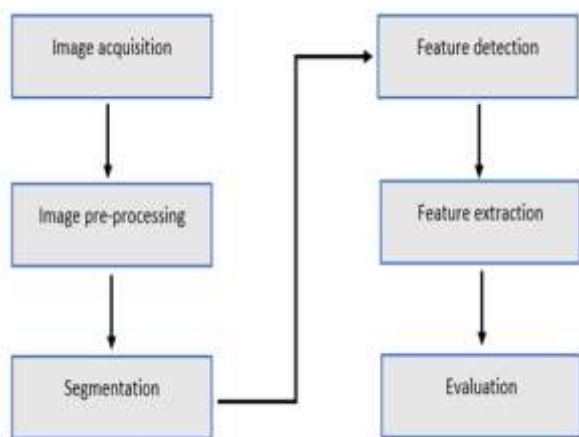 Image acquisition
Image pre-processing
Segmentation
Feature detection
Feature extraction
Evaluation